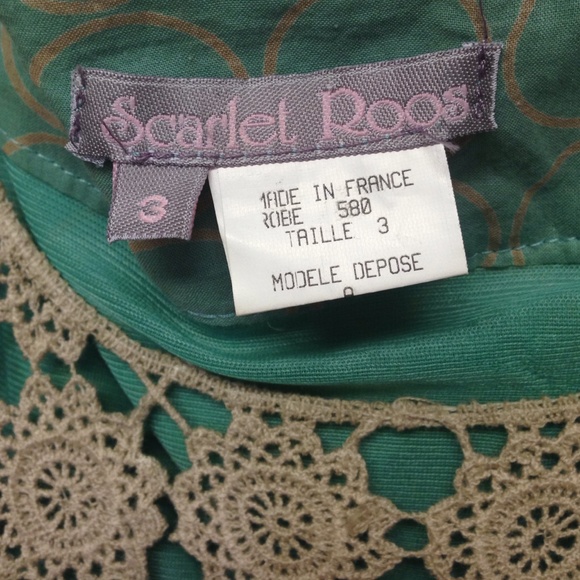 Scarlet Roos
3
MADE IN FRANCE
ROBE 580
TAILLE 3
MODELE DEPOSE